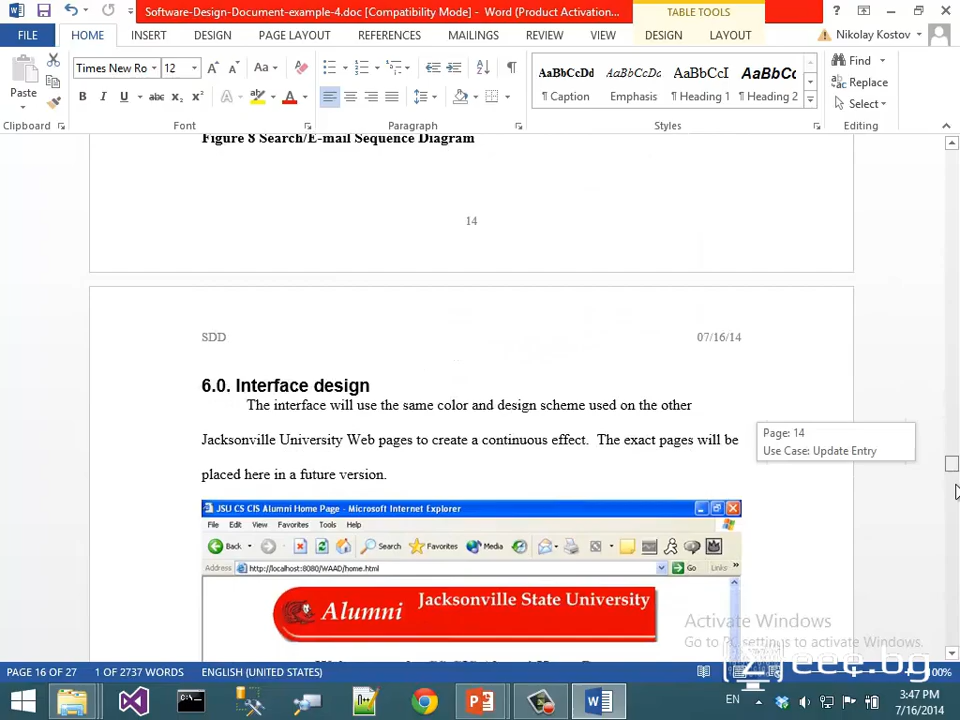 Software-Design-Document-example-4.doc [Compatibility Mode] - Word (Product Activation...
TABLE TOOLS
FILE HOME INSERT DESIGN PAGE LAYOUT REFERENCES MAILINGS REVIEW VIEW DESIGN LAYOUT Nikolay Kostov
Times New Ro 12 Aa
Paste
B I U abc X₂ X² A A
AaBbCcDd AaBbCcDc AaBbCcI AaBbCc
¶ Caption Emphasis ¶ Heading 1 ¶ Heading 2
Find
Replace
Select
Clipboard Font Paragraph Styles Editing
Figure 8 Search/E-mail Sequence Diagram
14
SDD 07/16/14
6.0. Interface design
The interface will use the same color and design scheme used on the other
Jacksonville University Web pages to create a continuous effect. The exact pages will be
placed here in a future version.
Page: 14
Use Case: Update Entry
JSU CS CIS Alumni Home Page - Microsoft Internet Explorer
File Edit View Favorites Tools Help
Back Search Favorites Media
Address http://localhost:8080/WAAD/home.html Go Links »
Alumni Jacksonville State University
Activate Windows
Go to PC settings to activate Windows.
eee.bg
PAGE 16 OF 27 1 OF 2737 WORDS ENGLISH (UNITED STATES) 100%
EN 3:47 PM
7/16/2014